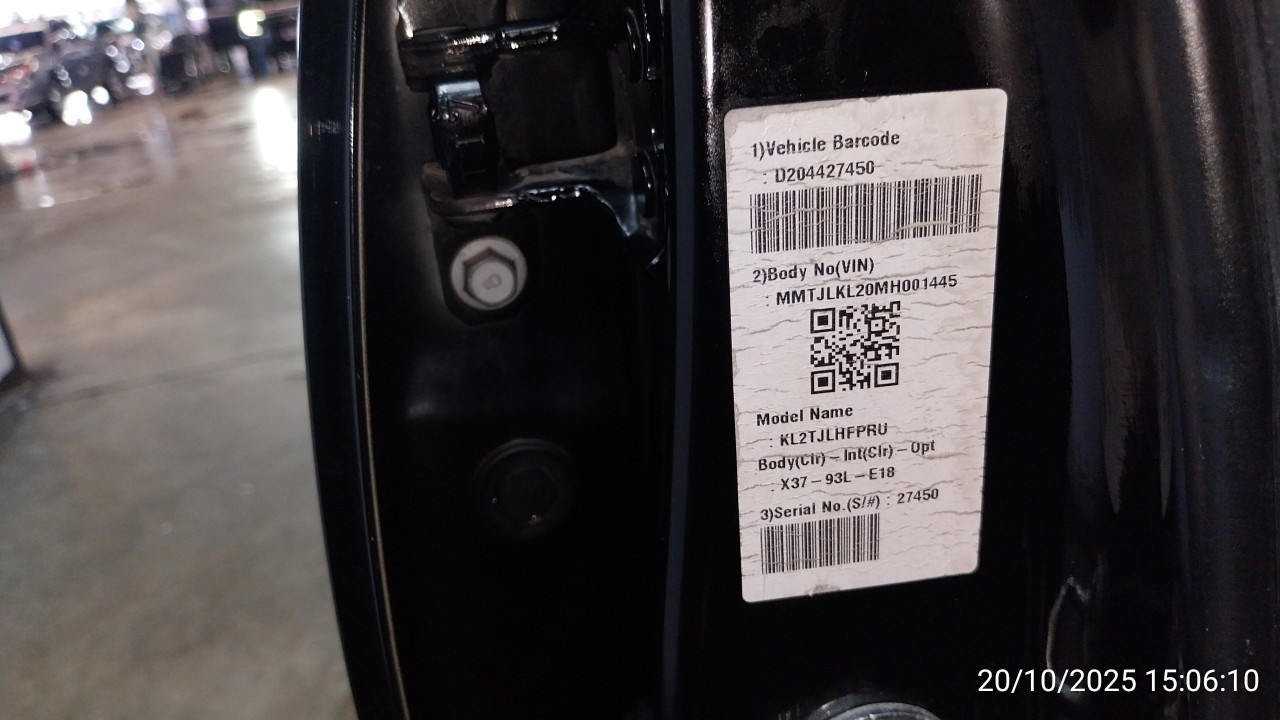 1)Vehicle Barcode
: D204427450
2)Body No(VIN)
: MMTJLKL20MH001445
Model Name
: KL2TJLHFPRU
Body(Clr) – Int(Clr) – Opt
: X37 – 93L – E18
3)Serial No.(S/#) : 27450
20/10/2025 15:06:10